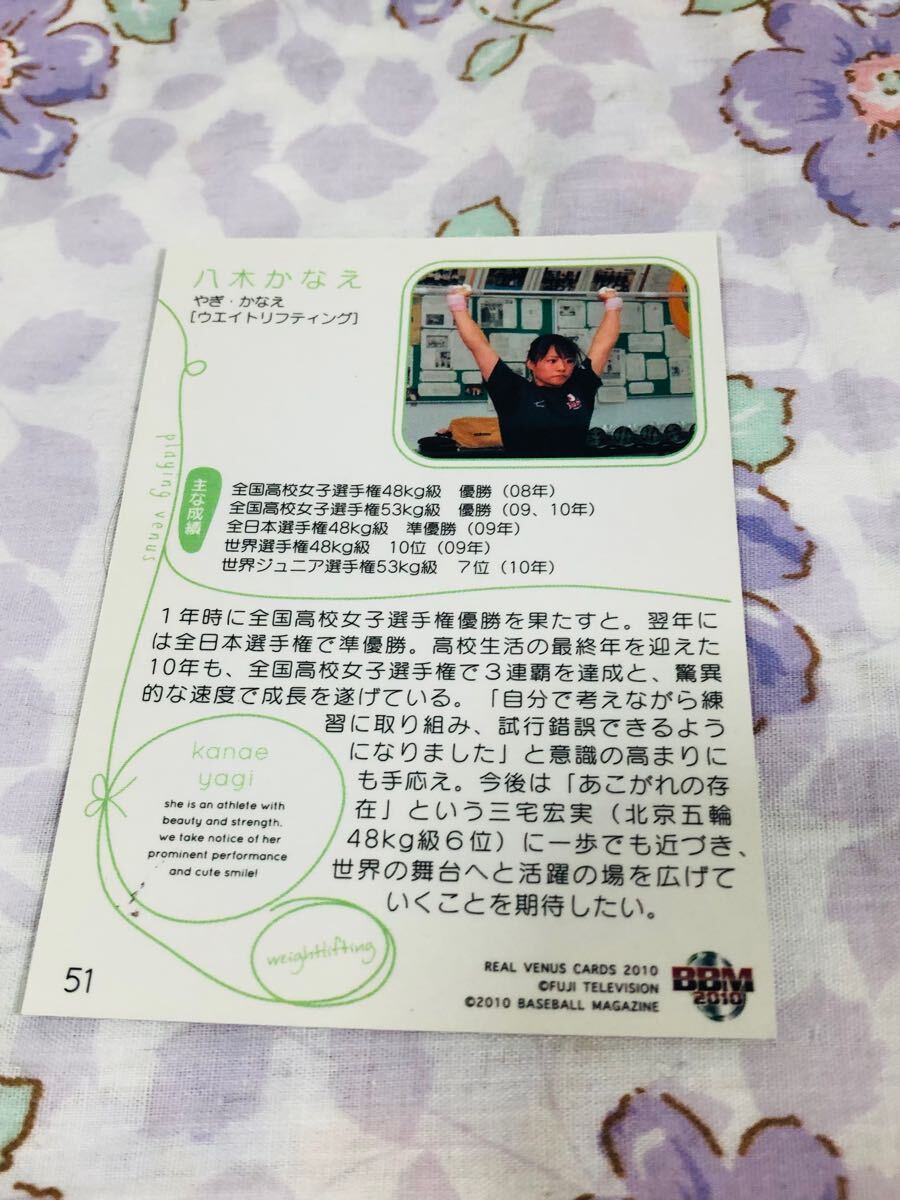 八木かなえ
やぎ・かなえ
[ウエイトリフティング]
playing venus
主な成績
全国高校女子選手権48kg級 優勝（08年）
全国高校女子選手権53kg級 優勝（09、10年）
全日本選手権48kg級 準優勝（09年）
世界選手権48kg級 10位（09年）
世界ジュニア選手権53kg級 7位（10年）
1年時に全国高校女子選手権優勝を果たすと。翌年に
は全日本選手権で準優勝。高校生活の最終年を迎えた
10年も、全国高校女子選手権で3連覇を達成と、驚異
的な速度で成長を遂げている。「自分で考えながら練
習に取り組み、試行錯誤できるよう
になりました」と意識の高まりに
も手応え。今後は「あこがれの存
在」という三宅宏実（北京五輪
48kg級6位）に一歩でも近づき、
世界の舞台へと活躍の場を広げて
いくことを期待したい。
kanae
yagi
she is an athlete with
beauty and strength.
we take notice of her
prominent performance
and cute smile!
weightlifting
51
REAL VENUS CARDS 2010
©FUJI TELEVISION
©2010 BASEBALL MAGAZINE
BBM
2010